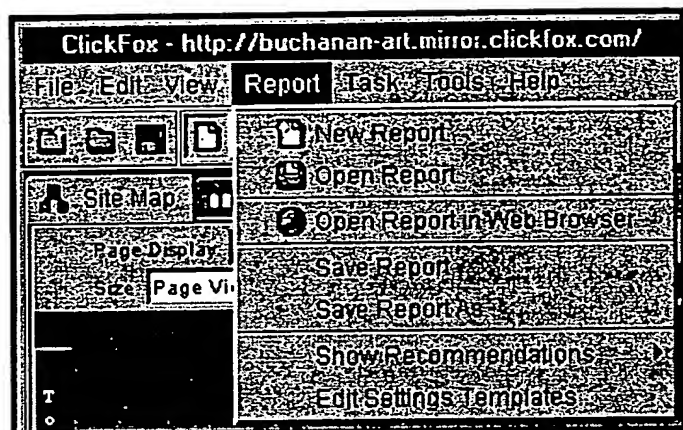 ClickFox - http://buchanan-art.mirror.clickfox.com/
File Edit View Report Task Tools Help
New Report
Open Report
Site Map
Open Report in Web Browser
Page Display
Save Report
Size Page Vi
Save Report As
Show Recommendations
Edit Settings Templates
T
o